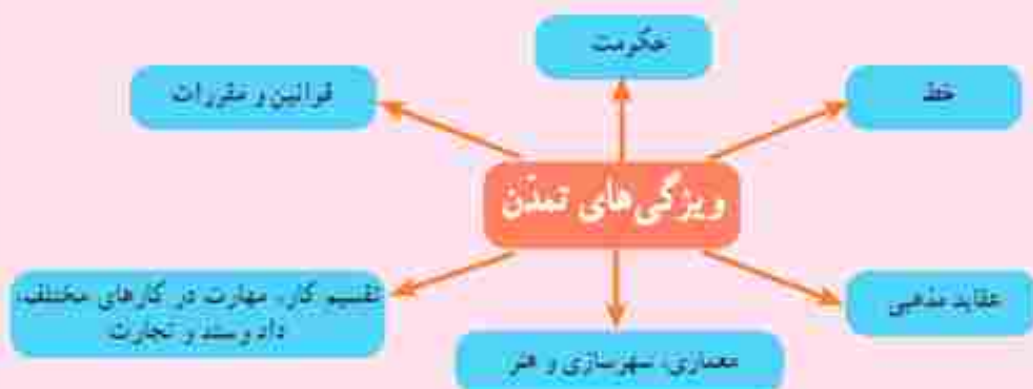 حکومت
خط
قوانین و مقررات
ویژگی‌های تمدّن
عقاید مذهبی
تقسیم کار، مهارت در کارهای مختلف،
داد و ستد و تجارت
معماری، شهرسازی و هنر